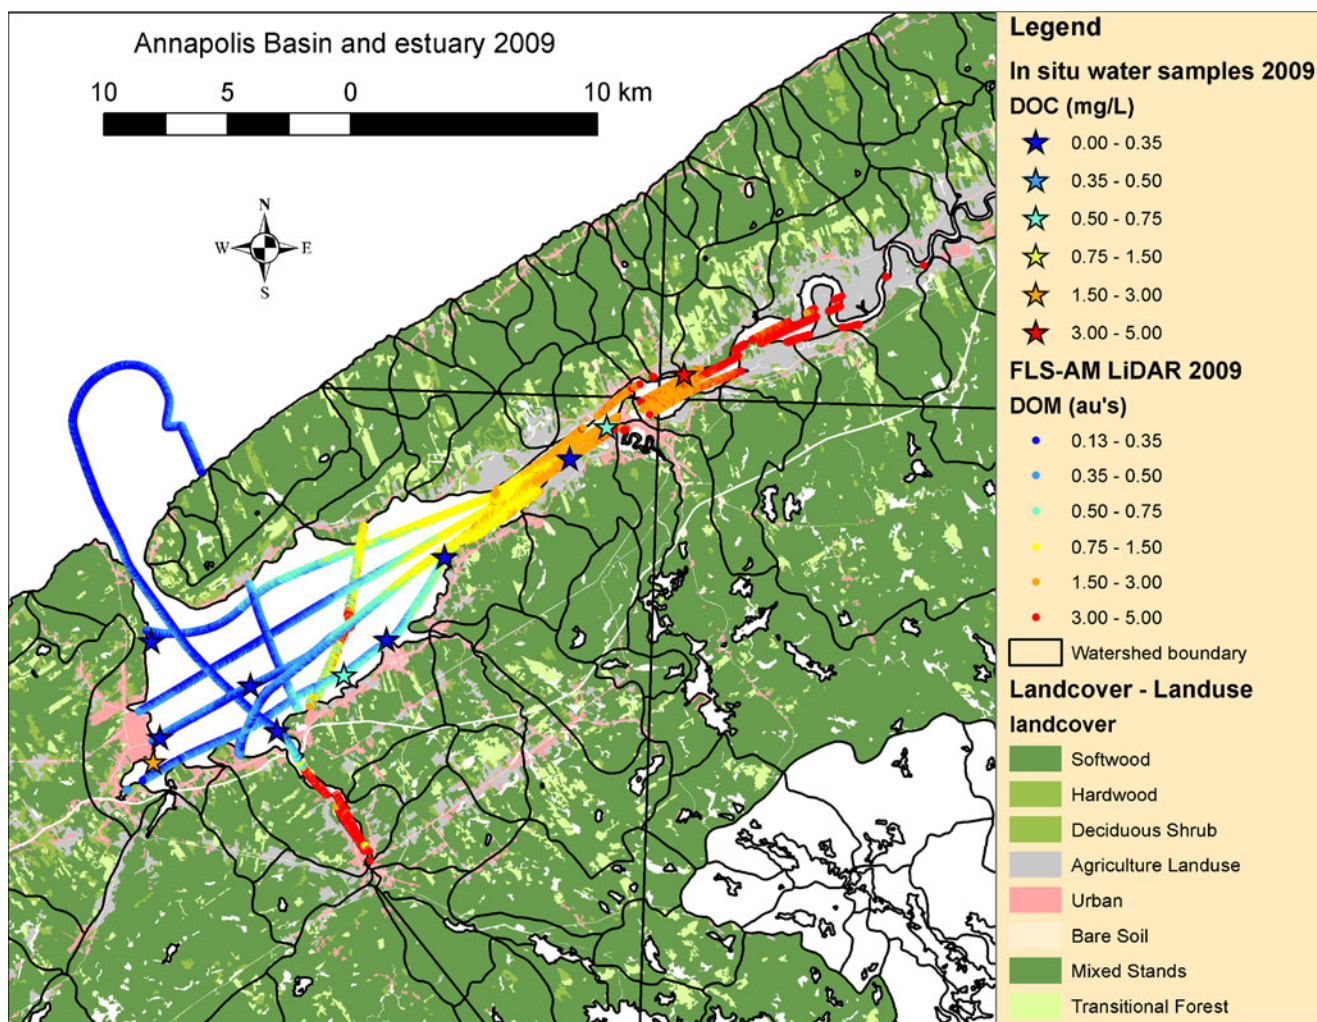 Annapolis Basin and estuary 2009
10 5 0 10 km
N
W E
S
Legend
In situ water samples 2009
DOC (mg/L)
0.00 - 0.35
0.35 - 0.50
0.50 - 0.75
0.75 - 1.50
1.50 - 3.00
3.00 - 5.00
FLS-AM LiDAR 2009
DOM (au's)
0.13 - 0.35
0.35 - 0.50
0.50 - 0.75
0.75 - 1.50
1.50 - 3.00
3.00 - 5.00
Watershed boundary
Landcover - Landuse
landcover
Softwood
Hardwood
Deciduous Shrub
Agriculture Landuse
Urban
Bare Soil
Mixed Stands
Transitional Forest